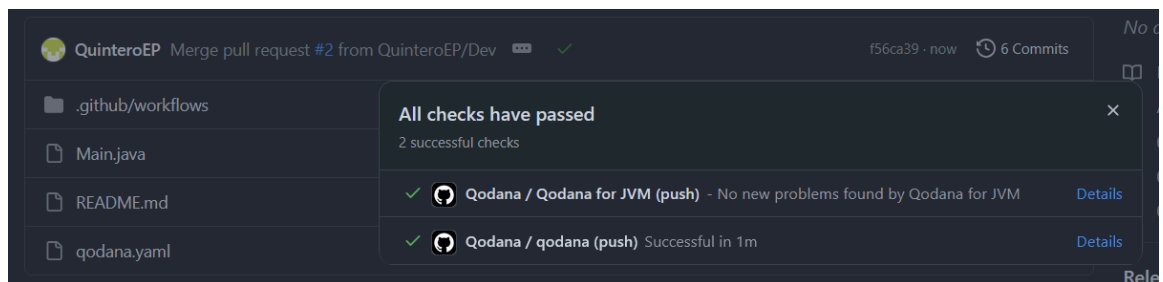 No
QuinteroEP Merge pull request #2 from QuinteroEP/Dev f56ca39 · now 6 Commits
.github/workflows
All checks have passed
2 successful checks
Main.java
Qodana / Qodana for JVM (push) - No new problems found by Qodana for JVM Details
README.md
Qodana / qodana (push) Successful in 1m Details
qodana.yaml